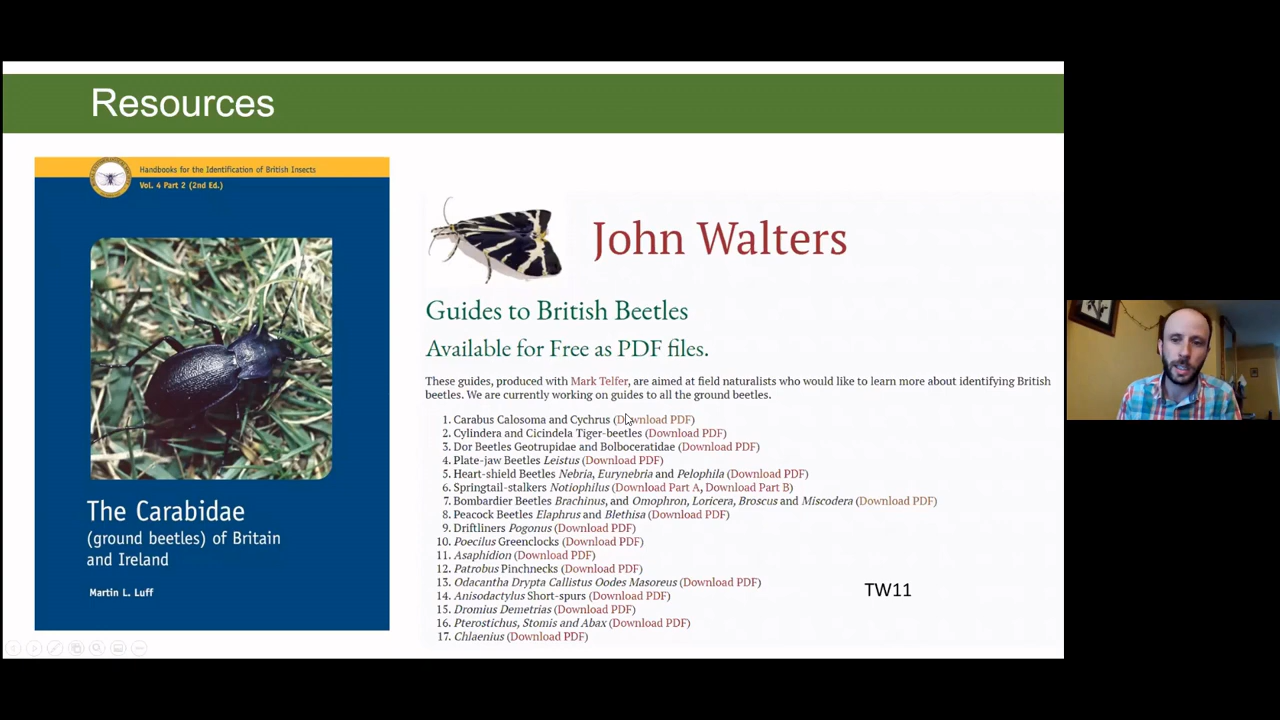 Resources
Handbooks for the Identification of British Insects
Vol. 4 Part 2 (2nd Ed.)
The Carabidae
(ground beetles) of Britain
and Ireland
Martin L. Luff
John Walters
Guides to British Beetles
Available for Free as PDF files.
These guides, produced with Mark Telfer, are aimed at field naturalists who would like to learn more about identifying British
beetles. We are currently working on guides to all the ground beetles.
1. Carabus Calosoma and Cychrus (Download PDF)
2. Cylindera and Cicindela Tiger-beetles (Download PDF)
3. Dor Beetles Geotrupidae and Bolboceratidae (Download PDF)
4. Plate-jaw Beetles Leistus (Download PDF)
5. Heart-shield Beetles Nebria, Eurynebria and Pelophila (Download PDF)
6. Springtail-stalkers Notiophilus (Download Part A, Download Part B)
7. Bombardier Beetles Brachinus, and Omophron, Loricera, Broscus and Miscodera (Download PDF)
8. Peacock Beetles Elaphrus and Blethisa (Download PDF)
9. Driftliners Pogonus (Download PDF)
10. Poecilus Greenclocks (Download PDF)
11. Asaphidion (Download PDF)
12. Patrobus Pinchnecks (Download PDF)
13. Odacantha Drypta Callistus Oodes Masoreus (Download PDF)
14. Anisodactylus Short-spurs (Download PDF)
15. Dromius Demetrias (Download PDF)
16. Pterostichus, Stomis and Abax (Download PDF)
17. Chlaenius (Download PDF)
TW11